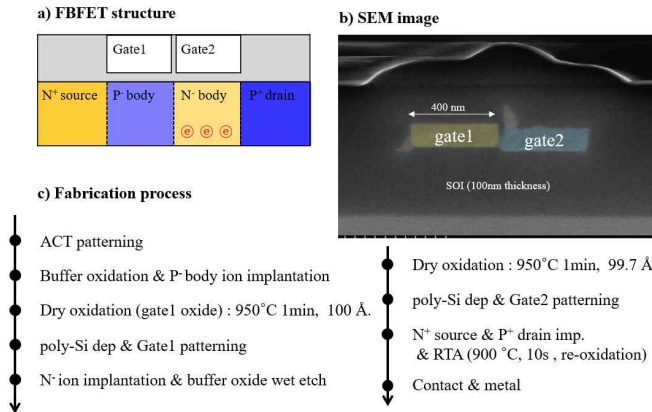 a) FBFET structure
Gate1
Gate2
N+ source
P- body
N- body
P+ drain
e e e
b) SEM image
400 nm
gate1
gate2
SOI (100nm thickness)
c) Fabrication process
ACT patterning
Buffer oxidation & P- body ion implantation
Dry oxidation (gate1 oxide) : 950°C 1min, 100 Å.
poly-Si dep & Gate1 patterning
N- ion implantation & buffer oxide wet etch
Dry oxidation : 950°C 1min, 99.7 Å
poly-Si dep & Gate2 patterning
N+ source & P+ drain imp.
& RTA (900 °C, 10s , re-oxidation)
Contact & metal